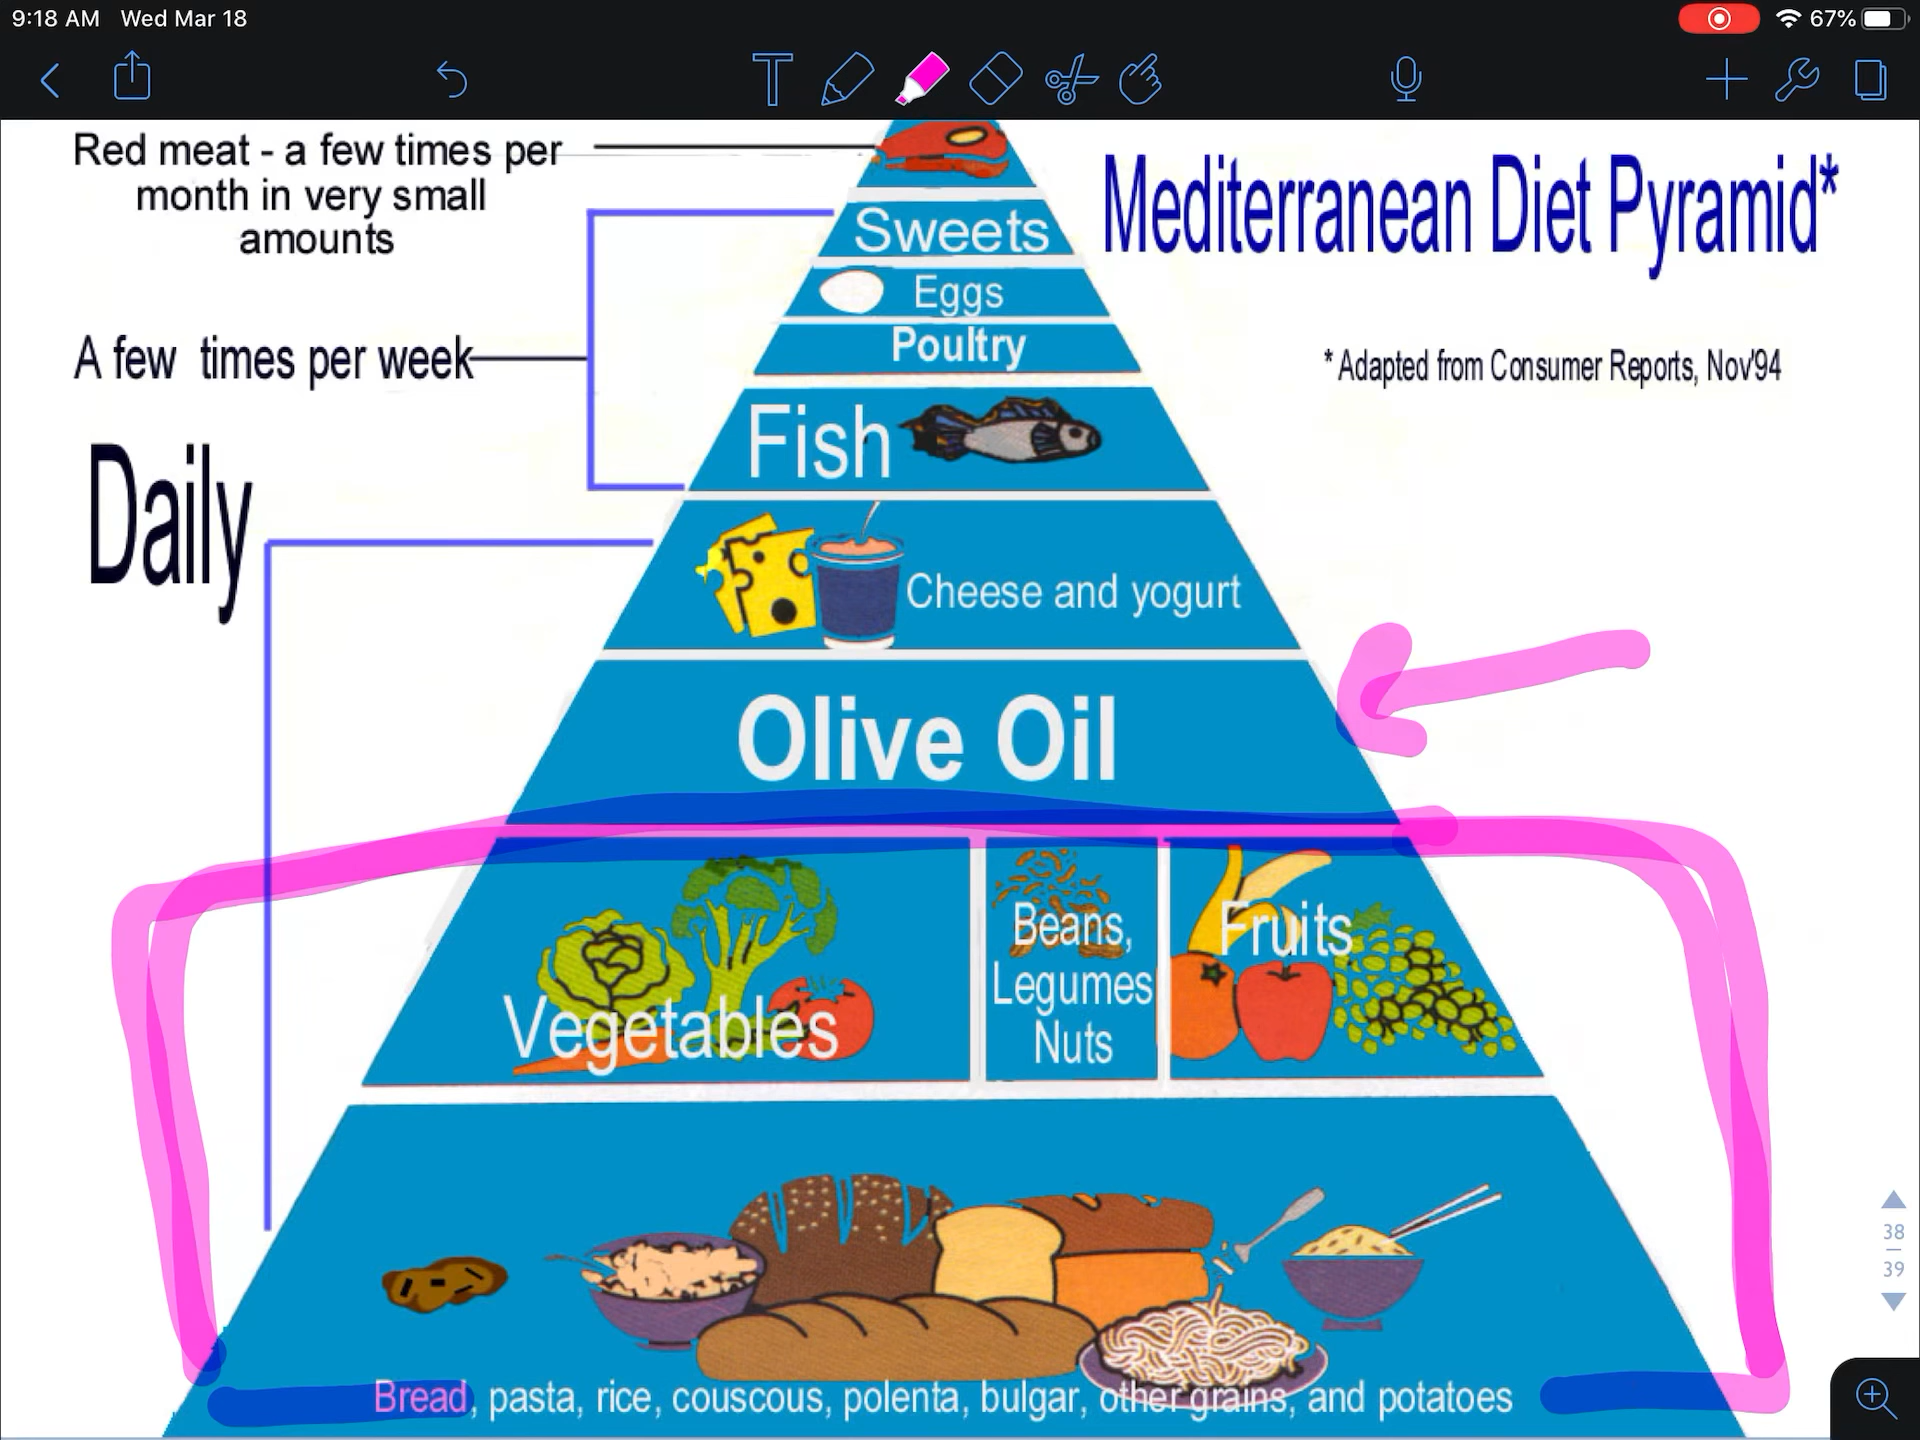 9:18 AM Wed Mar 18
67%
Red meat - a few times per
month in very small
amounts
Mediterranean Diet Pyramid*
Sweets
Eggs
Poultry
A few times per week
* Adapted from Consumer Reports, Nov'94
Fish
Daily
Cheese and yogurt
Olive Oil
Vegetables
Beans,
Legumes
Nuts
Fruits
38
39
Bread, pasta, rice, couscous, polenta, bulgar, other grains, and potatoes